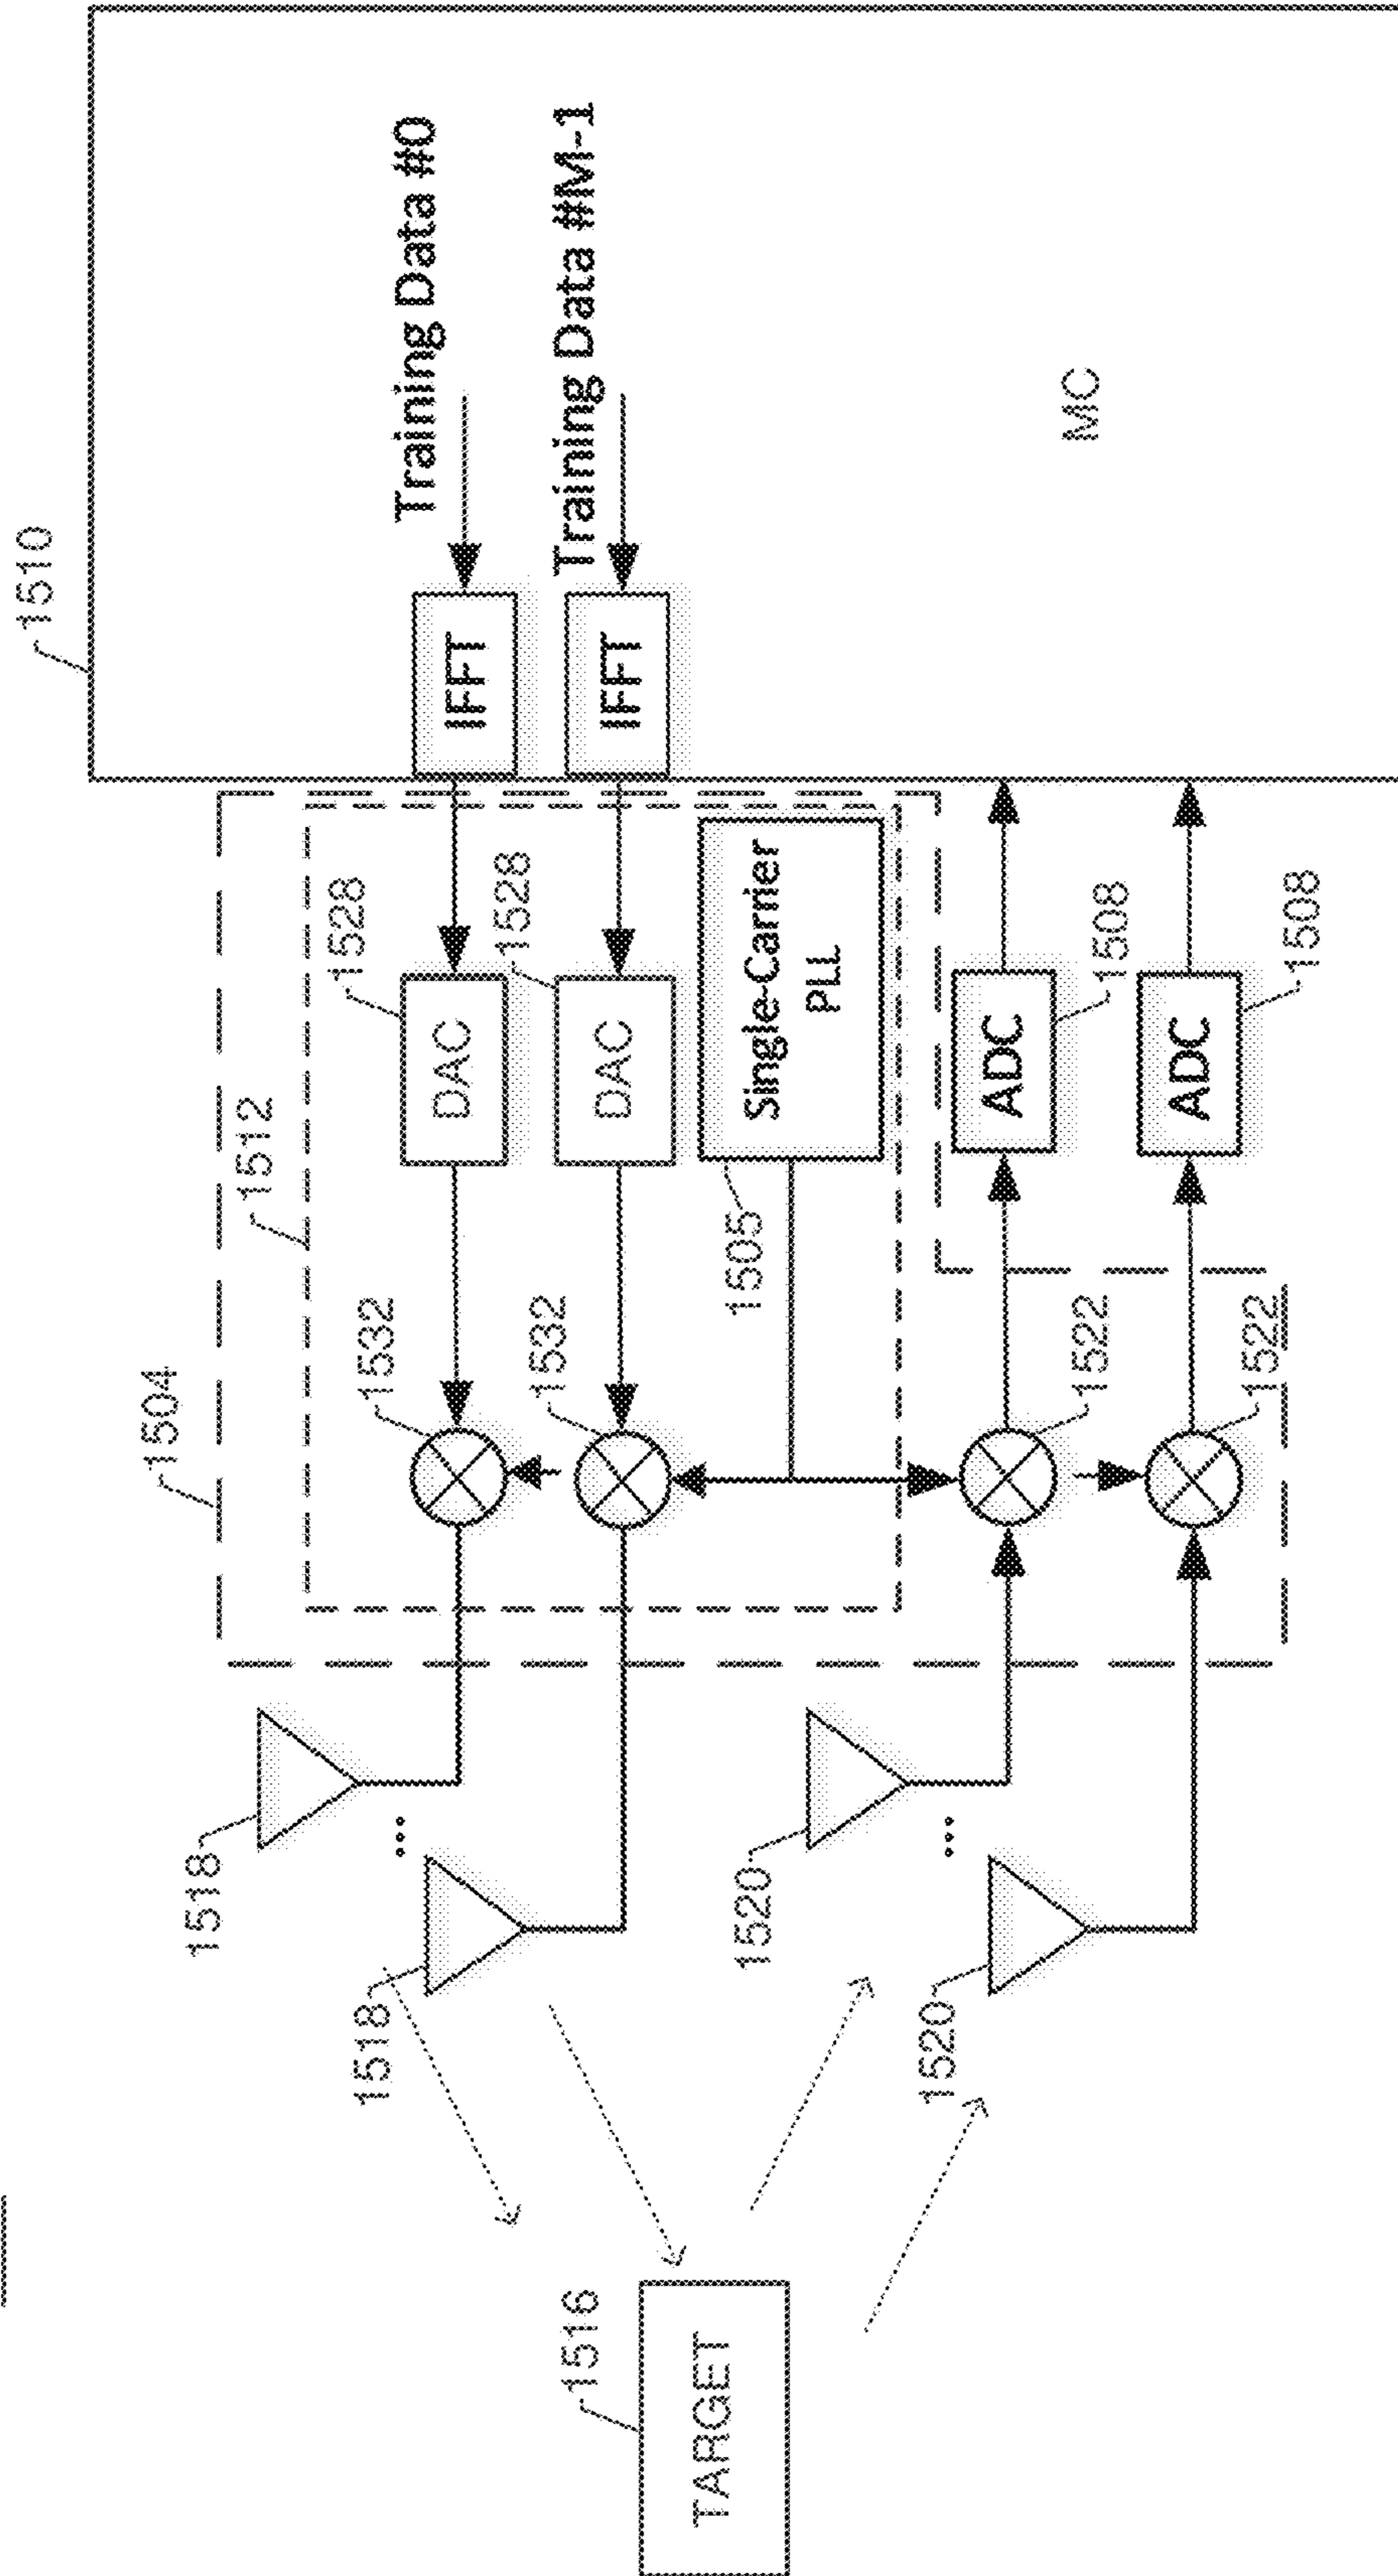 1510
1504
1518
1512
1528
1518
1532
Training Data #0
DAC
IFFT
1528
1532
Training Data #M-1
1516
DAC
IFFT
TARGET
1505
1520
Single-Carrier
PLL
1520
ADC
MC
1522
1508
ADC
1522
1508